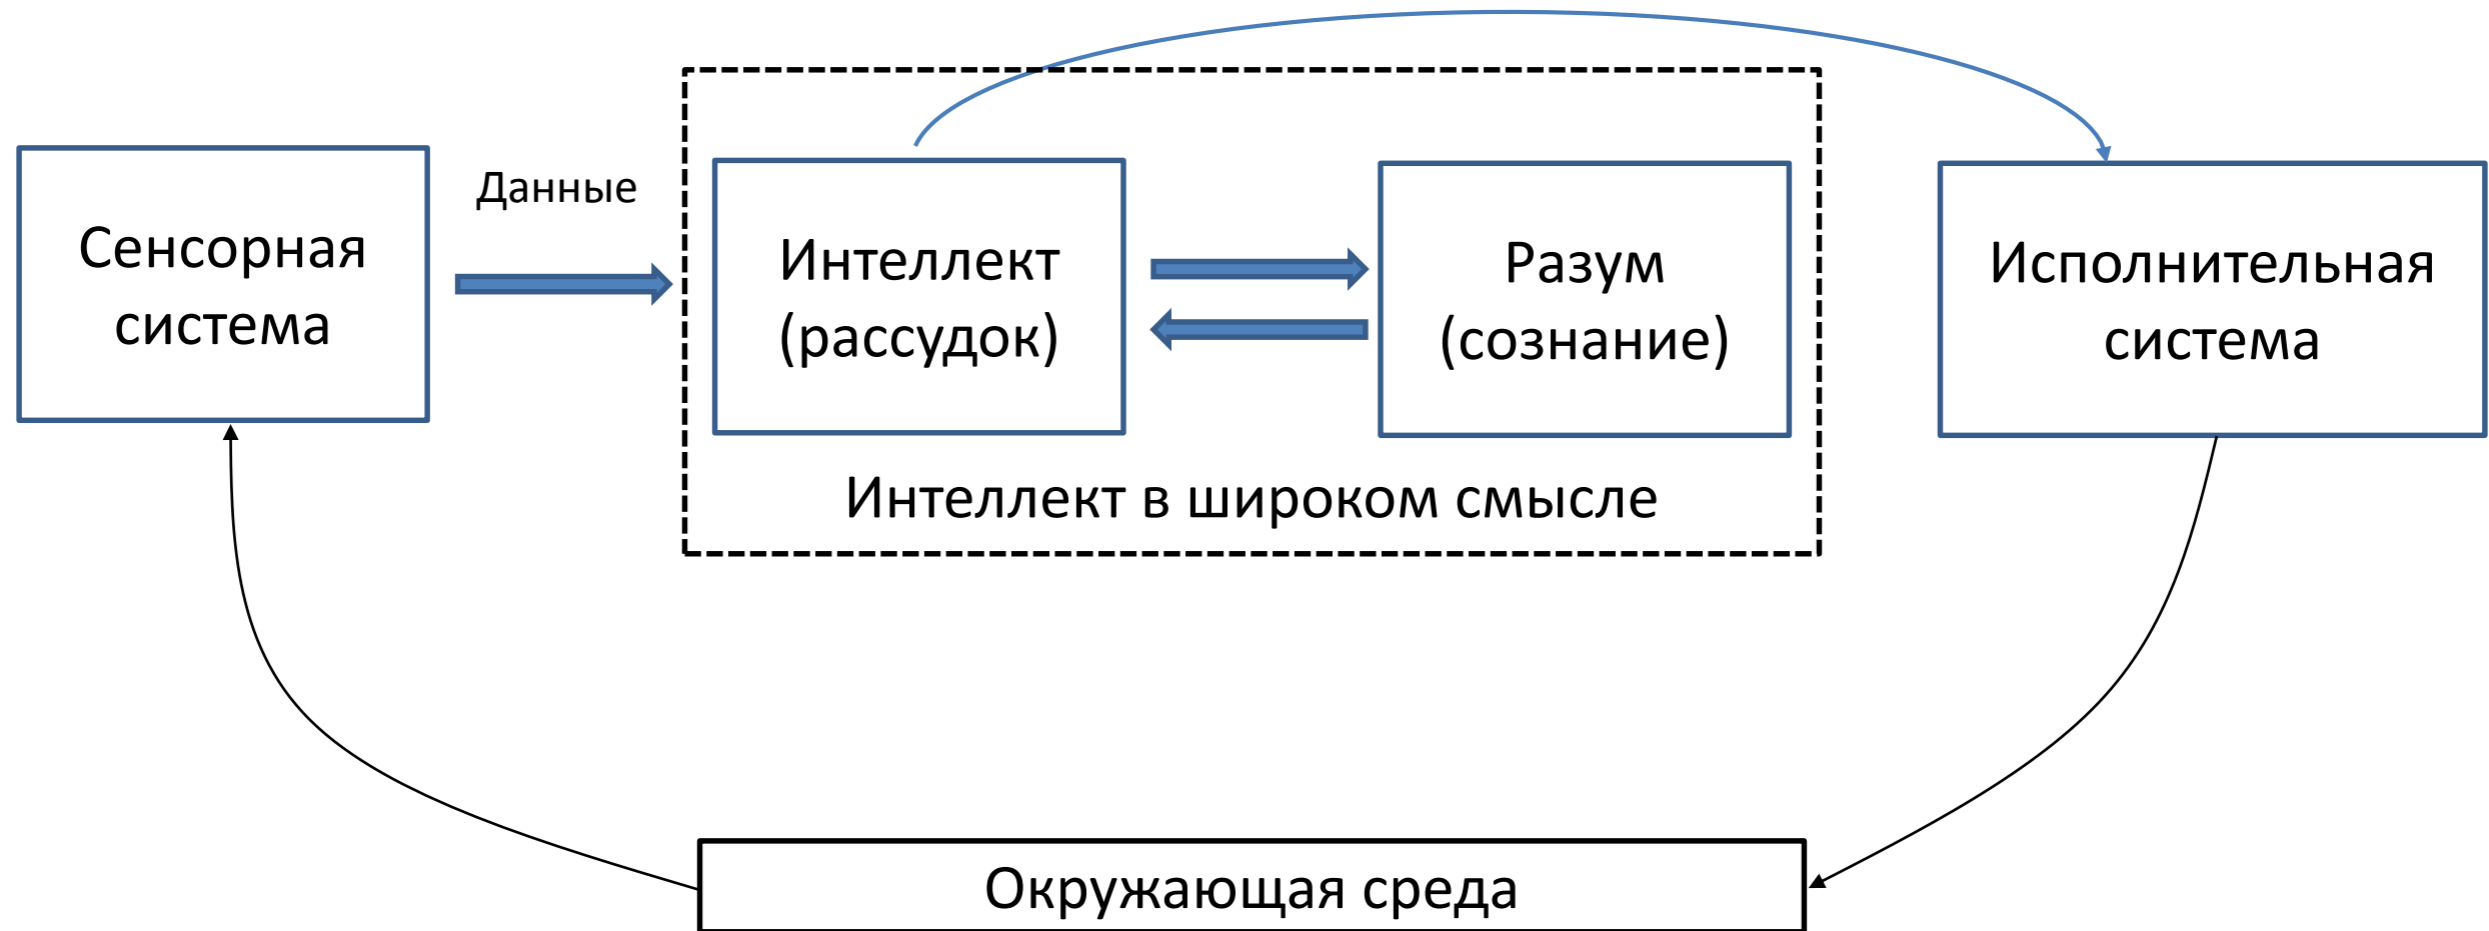 Сенсорная
система
Данные
Интеллект
(рассудок)
Разум
(сознание)
Интеллект в широком смысле
Исполнительная
система
Окружающая среда